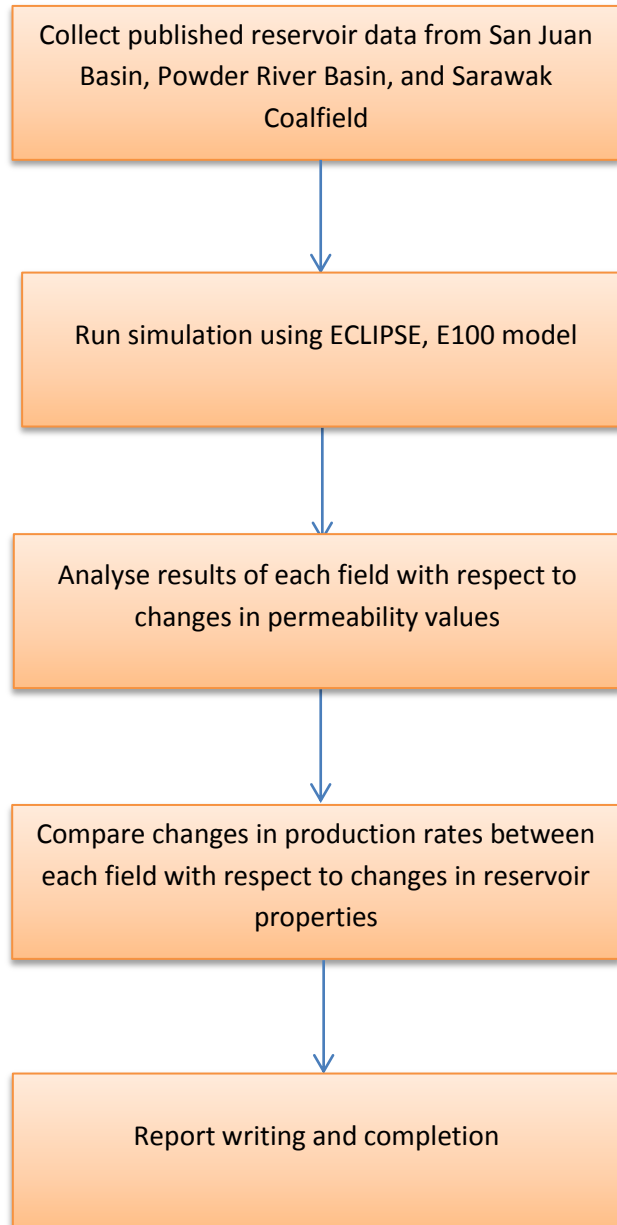 Collect published reservoir data from San Juan
Basin, Powder River Basin, and Sarawak
Coalfield
Run simulation using ECLIPSE, E100 model
Analyse results of each field with respect to
changes in permeability values
Compare changes in production rates between
each field with respect to changes in reservoir
properties
Report writing and completion